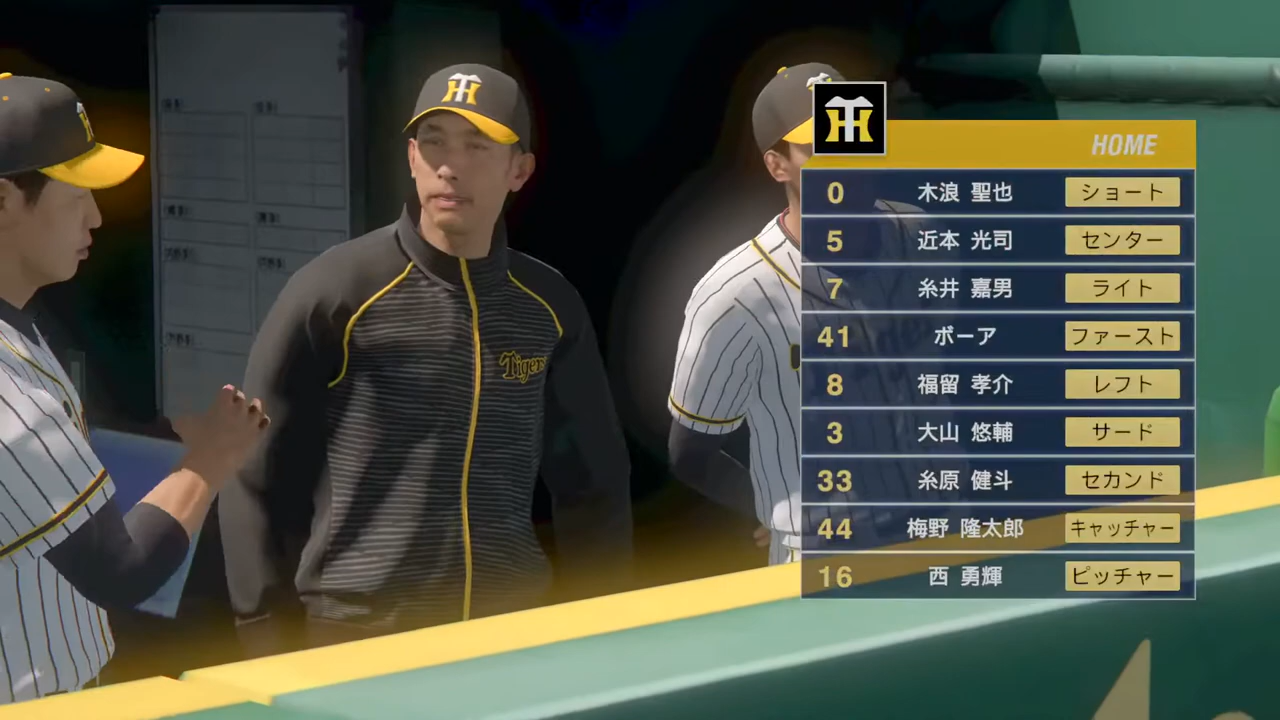 HOME
0 木浪 聖也 ショート
5 近本 光司 センター
7 糸井 嘉男 ライト
41 ボーア ファースト
8 福留 孝介 レフト
3 大山 悠輔 サード
33 糸原 健斗 セカンド
44 梅野 隆太郎 キャッチャー
16 西 勇輝 ピッチャー
Tigers